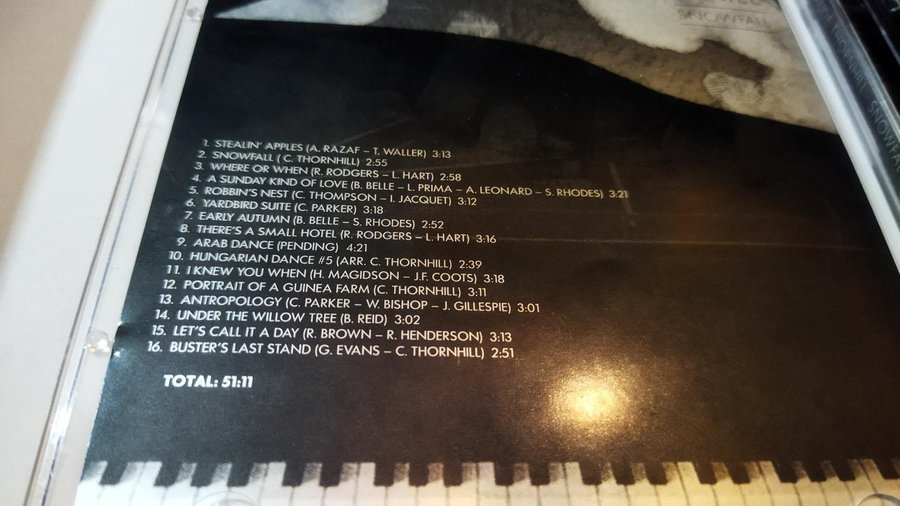 SNOWFALL
1. STEALIN' APPLES (A. RAZAF – T. WALLER) 3:13
2. SNOWFALL ( C. THORNHILL) 2:55
3. WHERE OR WHEN (R. RODGERS – L. HART) 2:58
4. A SUNDAY KIND OF LOVE (B. BELLE – L. PRIMA – A. LEONARD – S. RHODES) 3:21
5. ROBBIN'S NEST (C. THOMPSON – I. JACQUET) 3:12
6. YARDBIRD SUITE (C. PARKER) 3:18
7. EARLY AUTUMN (B. BELLE – S. RHODES) 2:52
8. THERE'S A SMALL HOTEL (R. RODGERS – L. HART) 3:16
9. ARAB DANCE (PENDING) 4:21
10. HUNGARIAN DANCE #5 (ARR. C. THORNHILL) 2:39
11. I KNEW YOU WHEN (H. MAGIDSON – J.F. COOTS) 3:18
12. PORTRAIT OF A GUINEA FARM (C. THORNHILL) 3:11
13. ANTROPOLOGY (C. PARKER – W. BISHOP – J. GILLESPIE) 3:01
14. UNDER THE WILLOW TREE (B. REID) 3:02
15. LET'S CALL IT A DAY (R. BROWN – R. HENDERSON) 3:13
16. BUSTER'S LAST STAND (G. EVANS – C. THORNHILL) 2:51
TOTAL: 51:11
SNOWFALL